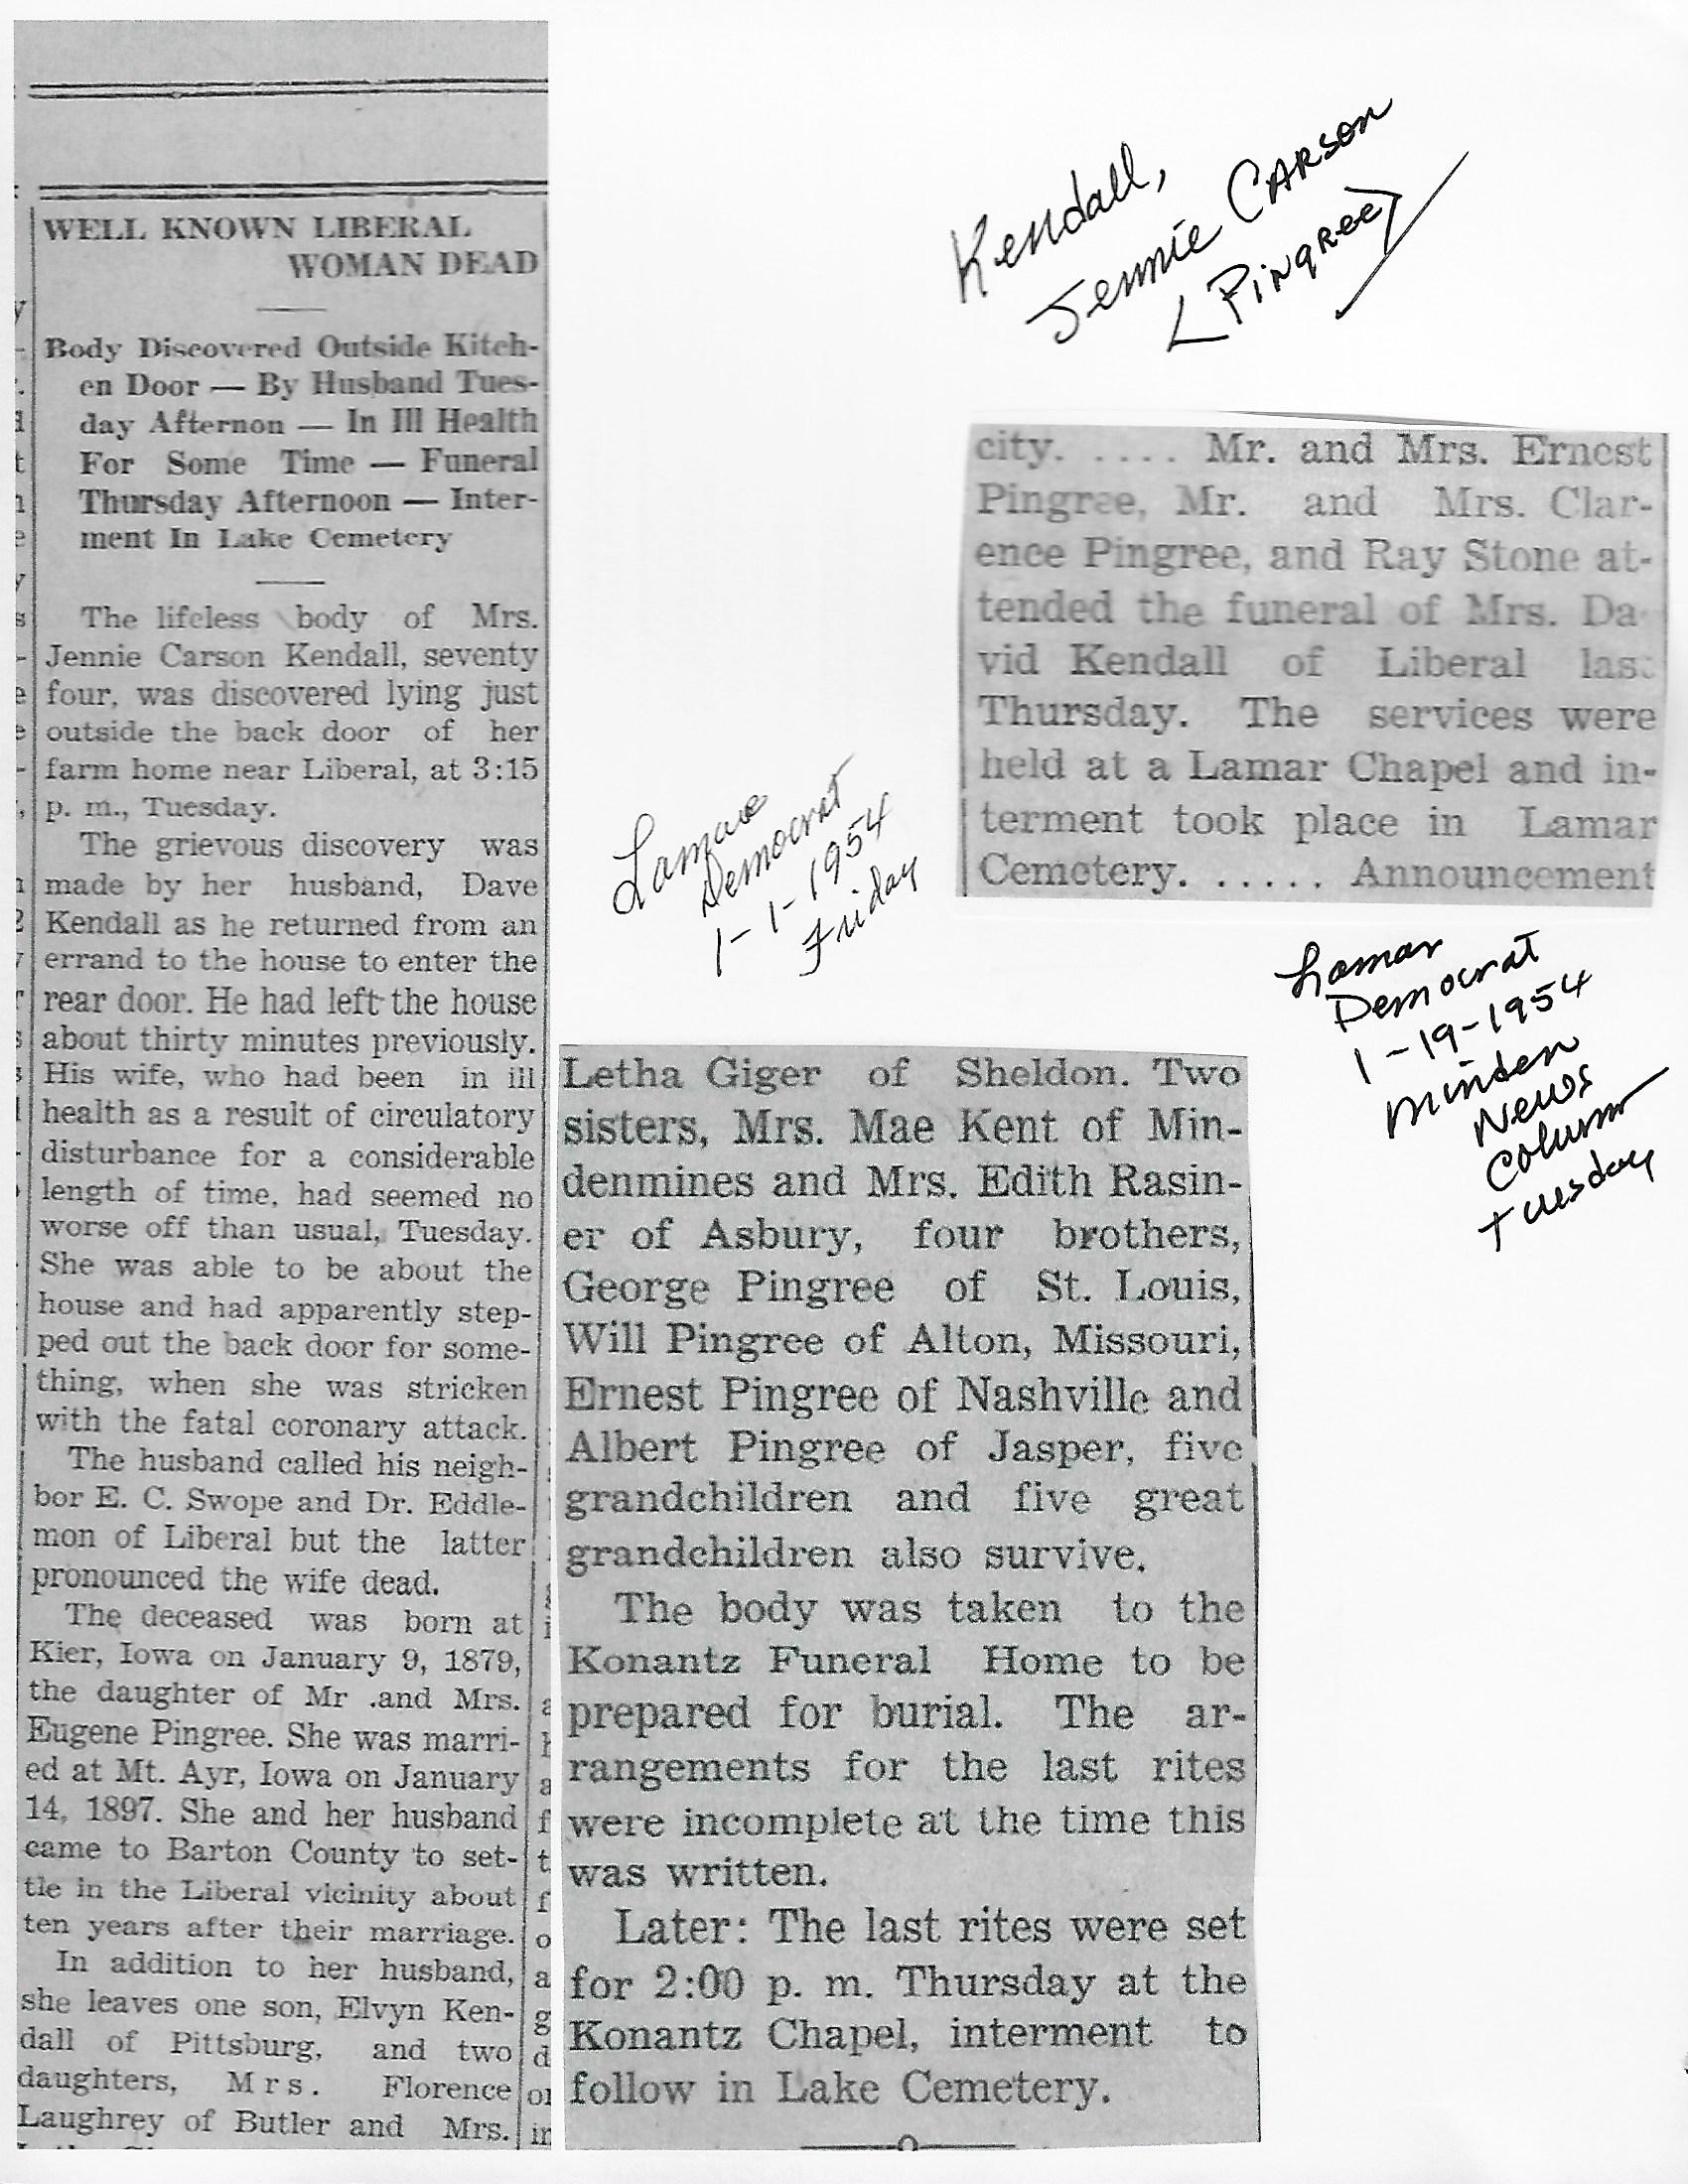 Kendall,
Jennie Carson
(Pingree)
WELL KNOWN LIBERAL
WOMAN DEAD
Body Discovered Outside Kitch-
en Door — By Husband Tues-
day Afternon — In Ill Health
For Some Time — Funeral
Thursday Afternoon — Inter-
ment In Lake Cemetery
The lifeless body of Mrs.
Jennie Carson Kendall, seventy
four, was discovered lying just
outside the back door of her
farm home near Liberal, at 3:15
p. m., Tuesday.
The grievous discovery was
made by her husband, Dave
Kendall as he returned from an
errand to the house to enter the
rear door. He had left the house
about thirty minutes previously.
His wife, who had been in ill
health as a result of circulatory
disturbance for a considerable
length of time, had seemed no
worse off than usual, Tuesday.
She was able to be about the
house and had apparently step-
ped out the back door for some-
thing, when she was stricken
with the fatal coronary attack.
The husband called his neigh-
bor E. C. Swope and Dr. Eddle-
mon of Liberal but the latter
pronounced the wife dead.
The deceased was born at
Kier, Iowa on January 9, 1879,
the daughter of Mr .and Mrs.
Eugene Pingree. She was marri-
ed at Mt. Ayr, Iowa on January
14, 1897. She and her husband
came to Barton County to set-
tle in the Liberal vicinity about
ten years after their marriage.
In addition to her husband,
she leaves one son, Elvyn Ken-
dall of Pittsburg, and two
daughters, Mrs. Florence
Laughrey of Butler and Mrs.
Letha Giger of Sheldon. Two
sisters, Mrs. Mae Kent of Min-
denmines and Mrs. Edith Rasin-
er of Asbury, four brothers,
George Pingree of St. Louis,
Will Pingree of Alton, Missouri,
Ernest Pingree of Nashville and
Albert Pingree of Jasper, five
grandchildren and five great
grandchildren also survive.
The body was taken to the
Konantz Funeral Home to be
prepared for burial. The ar-
rangements for the last rites
were incomplete at the time this
was written.
Later: The last rites were set
for 2:00 p. m. Thursday at the
Konantz Chapel, interment to
follow in Lake Cemetery.
Lamar
Democrat
1-1-1954
Friday
city. .... Mr. and Mrs. Ernest
Pingree, Mr. and Mrs. Clar-
ence Pingree, and Ray Stone at-
tended the funeral of Mrs. Da-
vid Kendall of Liberal last
Thursday. The services were
held at a Lamar Chapel and in-
terment took place in Lamar
Cemetery. ..... Announcement
Lamar
Democrat
1-19-1954
Minden
News
Column
Tuesday